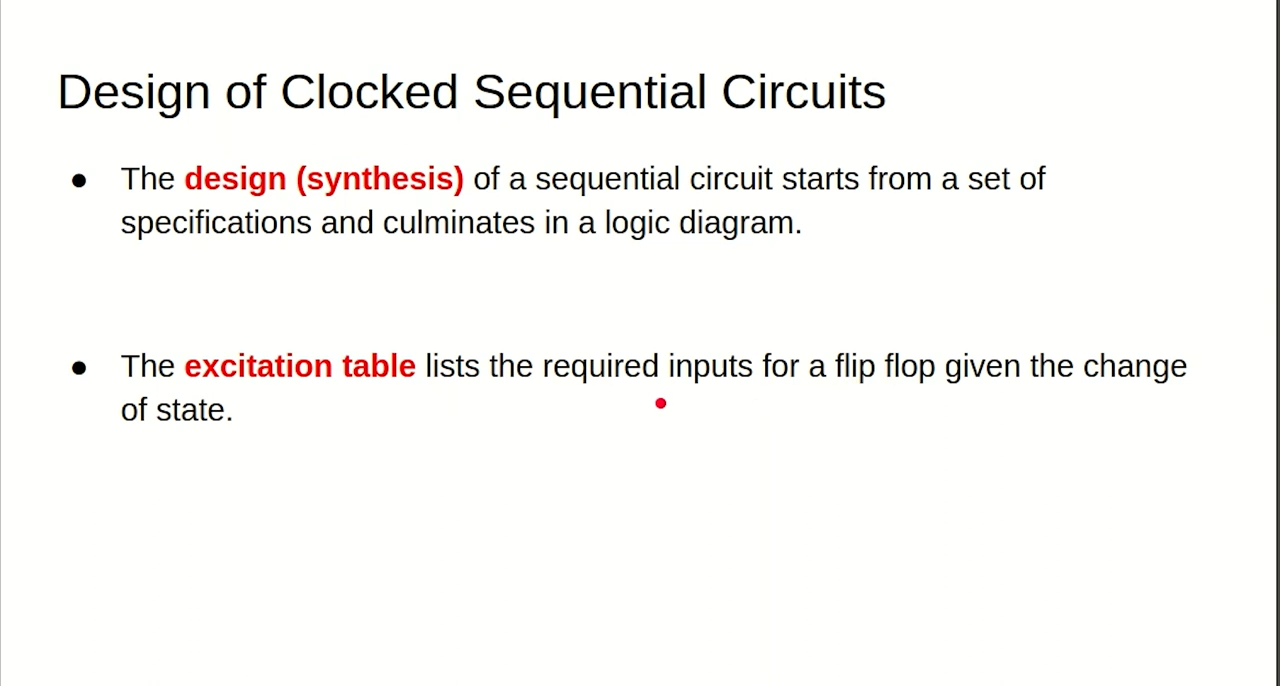 Design of Clocked Sequential Circuits
● The design (synthesis) of a sequential circuit starts from a set of
specifications and culminates in a logic diagram.
● The excitation table lists the required inputs for a flip flop given the change
of state.